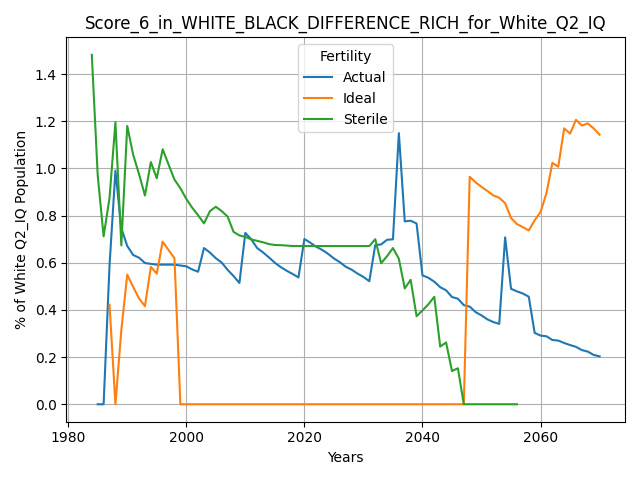 Score_6_in_WHITE_BLACK_DIFFERENCE_RICH_for_White_Q2_IQ
Fertility
Actual
Ideal
Sterile
% of White Q2_IQ Population
1.4
1.2
1.0
0.8
0.6
0.4
0.2
0.0
1980 2000 2020 2040 2060
Years